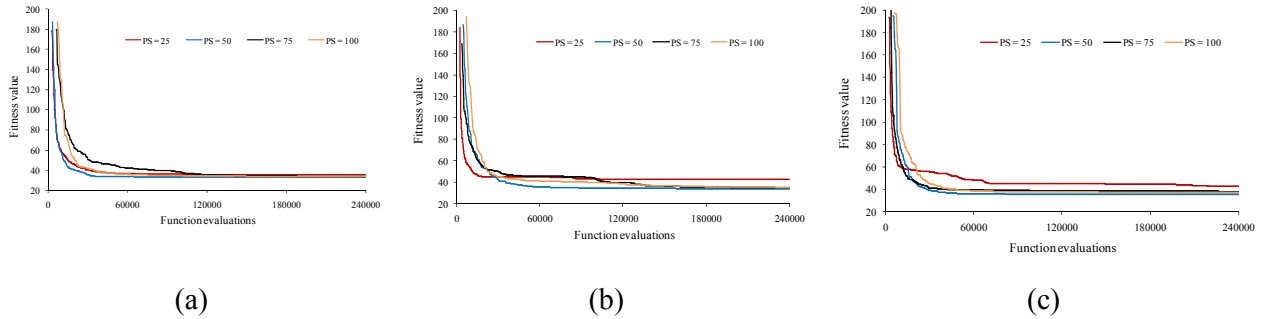 200
180
160
140
120
100
80
60
40
20
Fitness value
PS = 25 PS = 50 PS = 75 PS = 100
0 60000 120000 180000 240000
Function evaluations
(a)
200
180
160
140
120
100
80
60
40
20
Fitness value
PS = 25 PS = 50 PS = 75 PS = 100
0 60000 120000 180000 240000
Function evaluations
(b)
200
180
160
140
120
100
80
60
40
20
Fitness value
PS = 25 PS = 50 PS = 75 PS = 100
0 60000 120000 180000 240000
Function evaluations
(c)